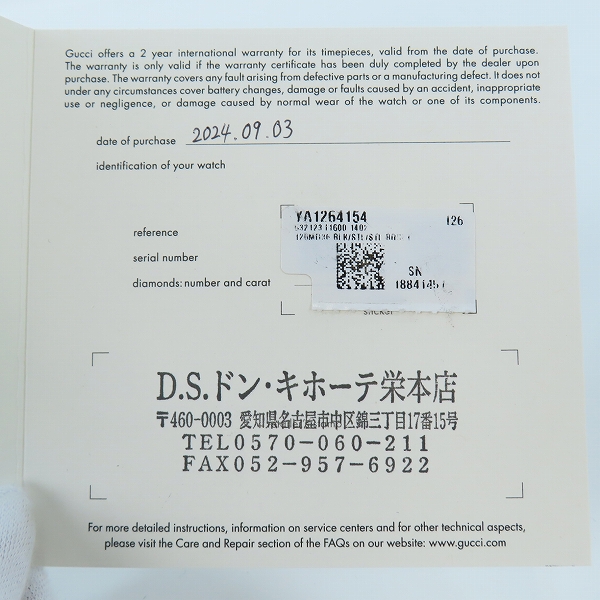 Gucci offers a 2 year international warranty for its timepieces, valid from the date of purchase.
The warranty is only valid if the warranty certificate has been duly completed by the dealer upon
purchase. The warranty covers any fault arising from defective parts or a manufacturing defect. It does not
under any circumstances cover battery changes, damage or faults caused by an accident, inappropriate
use or negligence, or damage caused by normal wear of the watch or one of its components.
date of purchase 2024.09.03
identification of your watch
reference
serial number
diamonds: number and carat
YA1264154 126
532123 I1600 1402
SN
sticker
D.S.ドン・キホーテ栄本店
〒460-0003 愛知県名古屋市中区錦三丁目17番15号
TEL0570-060-211
FAX052-957-6922
For more detailed instructions, information on service centers and for other technical aspects,
please visit the Care and Repair section of the FAQs on our website: www.gucci.com